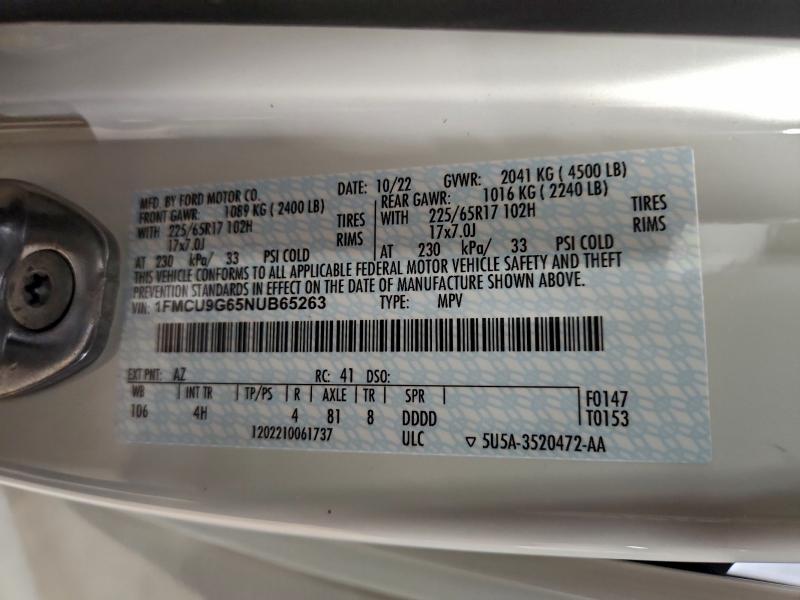 MFD. BY FORD MOTOR CO.
DATE: 10/22 GVWR: 2041 KG ( 4500 LB)
FRONT GAWR: 1089 KG ( 2400 LB) REAR GAWR: 1016 KG ( 2240 LB)
WITH 225/65R17 102H TIRES WITH 225/65R17 102H TIRES
17x7.0J RIMS 17x7.0J RIMS
AT 230 kPa/ 33 PSI COLD AT 230 kPa/ 33 PSI COLD
THIS VEHICLE CONFORMS TO ALL APPLICABLE FEDERAL MOTOR VEHICLE SAFETY AND THEFT
PREVENTION STANDARDS IN EFFECT ON THE DATE OF MANUFACTURE SHOWN ABOVE.
VIN: 1FMCU9G65NUB65263 TYPE: MPV
EXT PNT: AZ RC: 41 DSO:
WB INT TR TP/PS R AXLE TR SPR F0147
106 4H 4 81 8 DDDD T0153
1202210061737 ULC ▽ 5U5A-3520472-AA